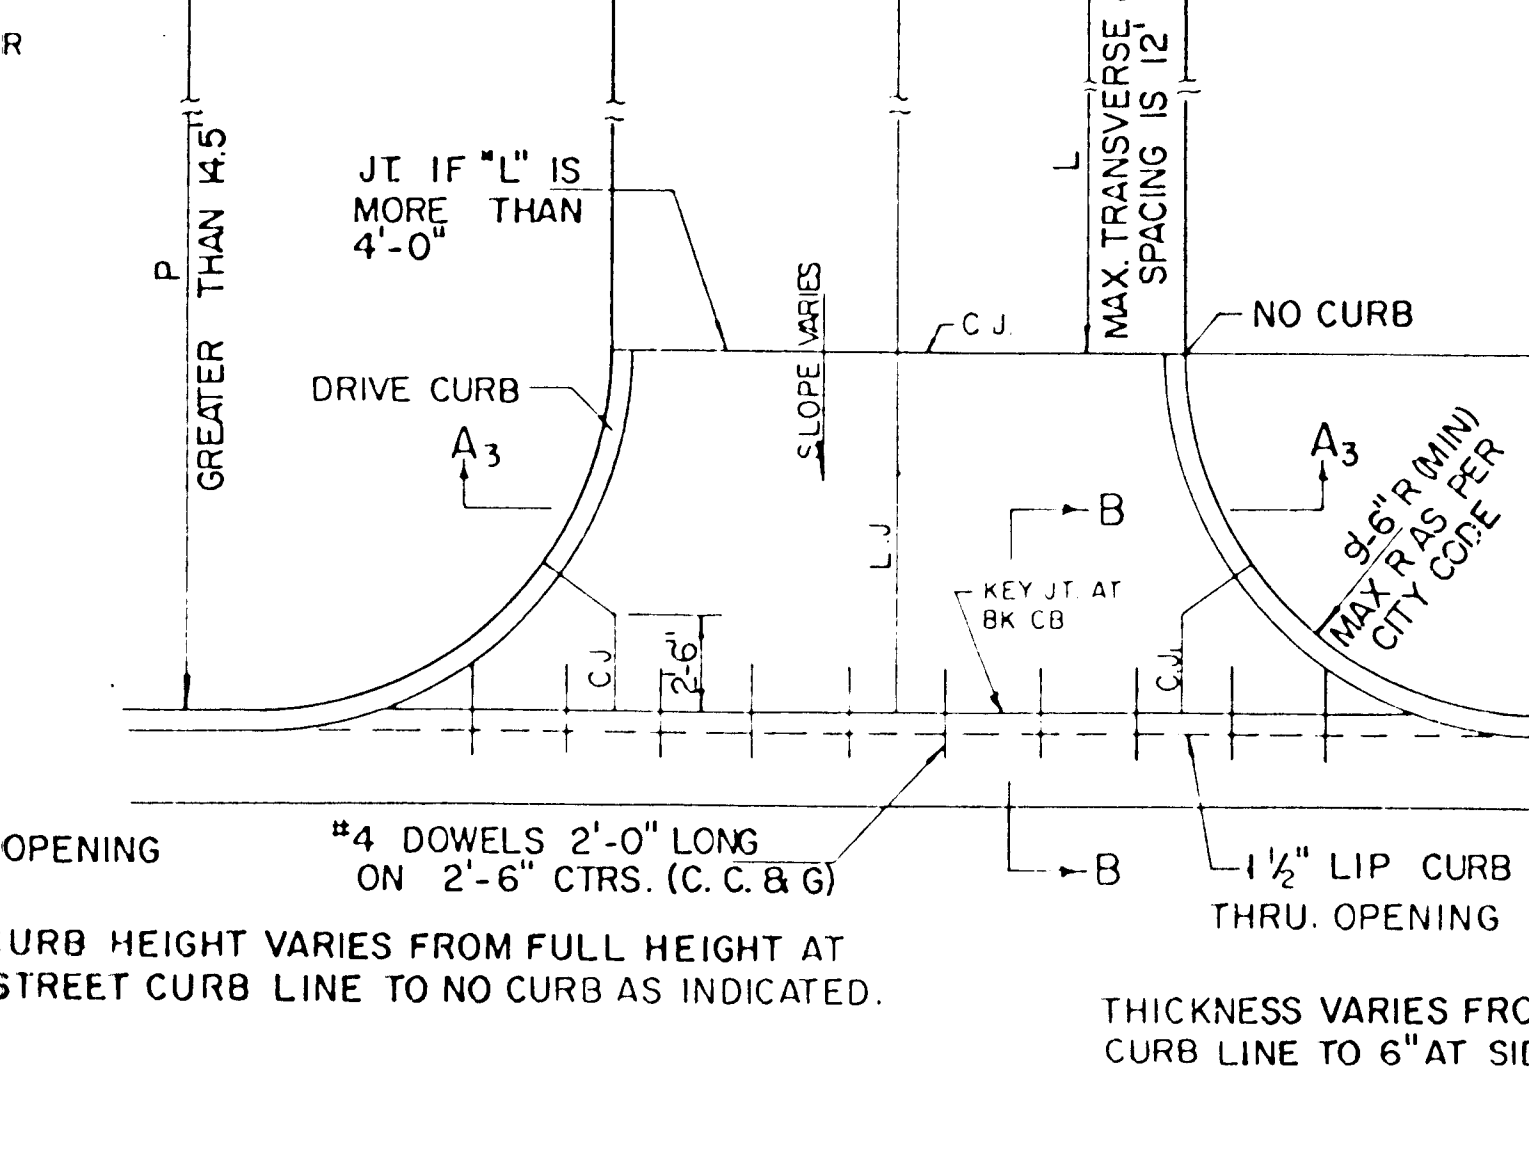 R
P
GREATER THAN 14.5'
JT. IF "L" IS
MORE THAN
4'-0"
SLOPE VARIES
C J.
L
MAX. TRANSVERSE
SPACING IS 12'
NO CURB
DRIVE CURB
A3
A3
9'-6" R (MIN)
MAX R AS PER
CITY CODE
B
L.J
KEY JT. AT
BK CB
C.J
2'-6"
C.J.
OPENING
#4 DOWELS 2'-0" LONG
ON 2'-6" CTRS. (C. C. & G)
B
1 1/2" LIP CURB
THRU. OPENING
URB HEIGHT VARIES FROM FULL HEIGHT AT
STREET CURB LINE TO NO CURB AS INDICATED.
THICKNESS VARIES FRO
CURB LINE TO 6" AT SID